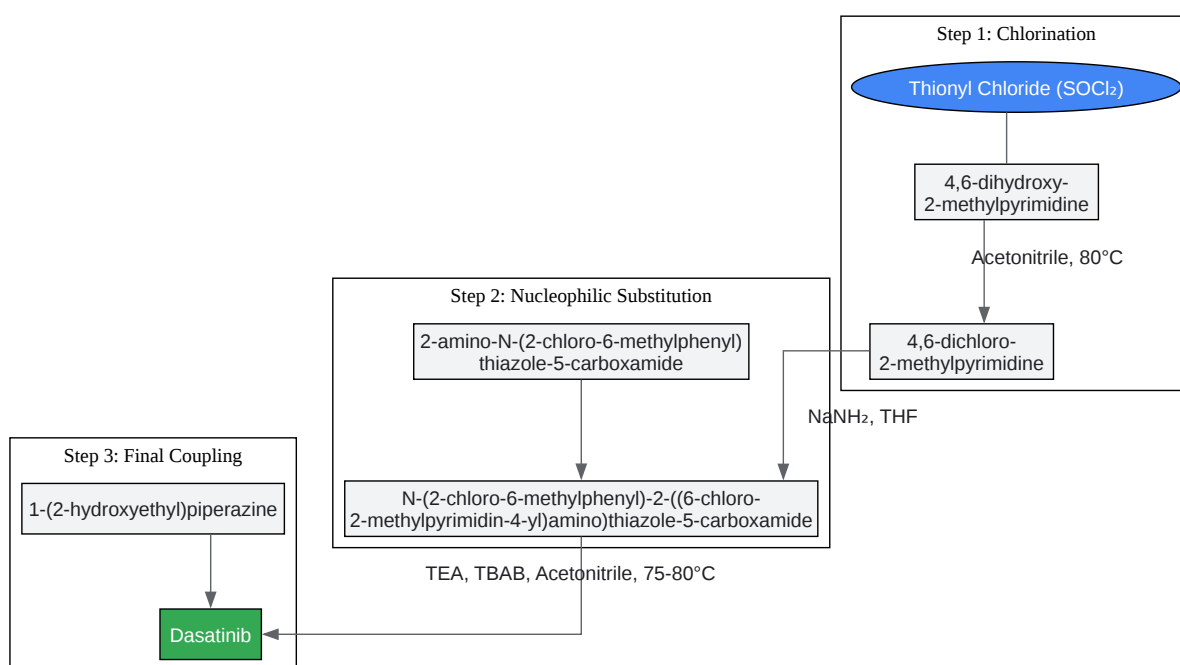 Step 1: Chlorination
Thionyl Chloride (SOCl₂)
4,6-dihydroxy-
2-methylpyrimidine
Acetonitrile, 80°C
4,6-dichloro-
2-methylpyrimidine
Step 2: Nucleophilic Substitution
2-amino-N-(2-chloro-6-methylphenyl)
thiazole-5-carboxamide
NaNH₂, THF
N-(2-chloro-6-methylphenyl)-2-((6-chloro-
2-methylpyrimidin-4-yl)amino)thiazole-5-carboxamide
TEA, TBAB, Acetonitrile, 75-80°C
Step 3: Final Coupling
1-(2-hydroxyethyl)piperazine
Dasatinib